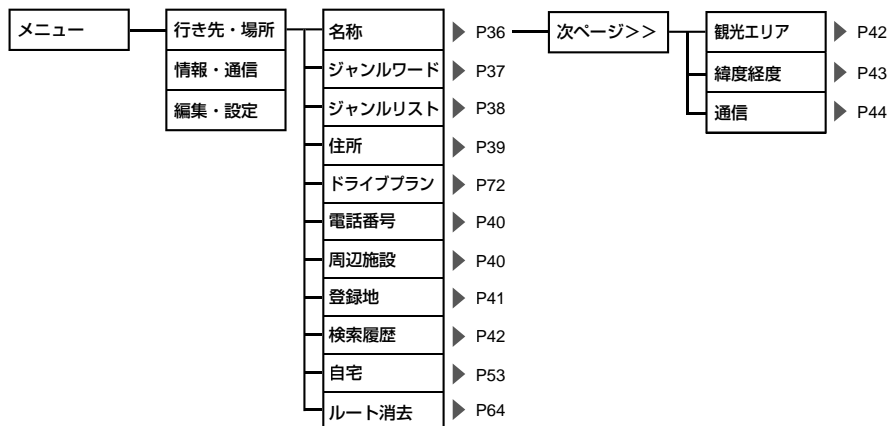 メニュー
行き先・場所
情報・通信
編集・設定
名称 P36
ジャンルワード P37
ジャンルリスト P38
住所 P39
ドライブプラン P72
電話番号 P40
周辺施設 P40
登録地 P41
検索履歴 P42
自宅 P53
ルート消去 P64
次ページ>>
観光エリア P42
緯度経度 P43
通信 P44